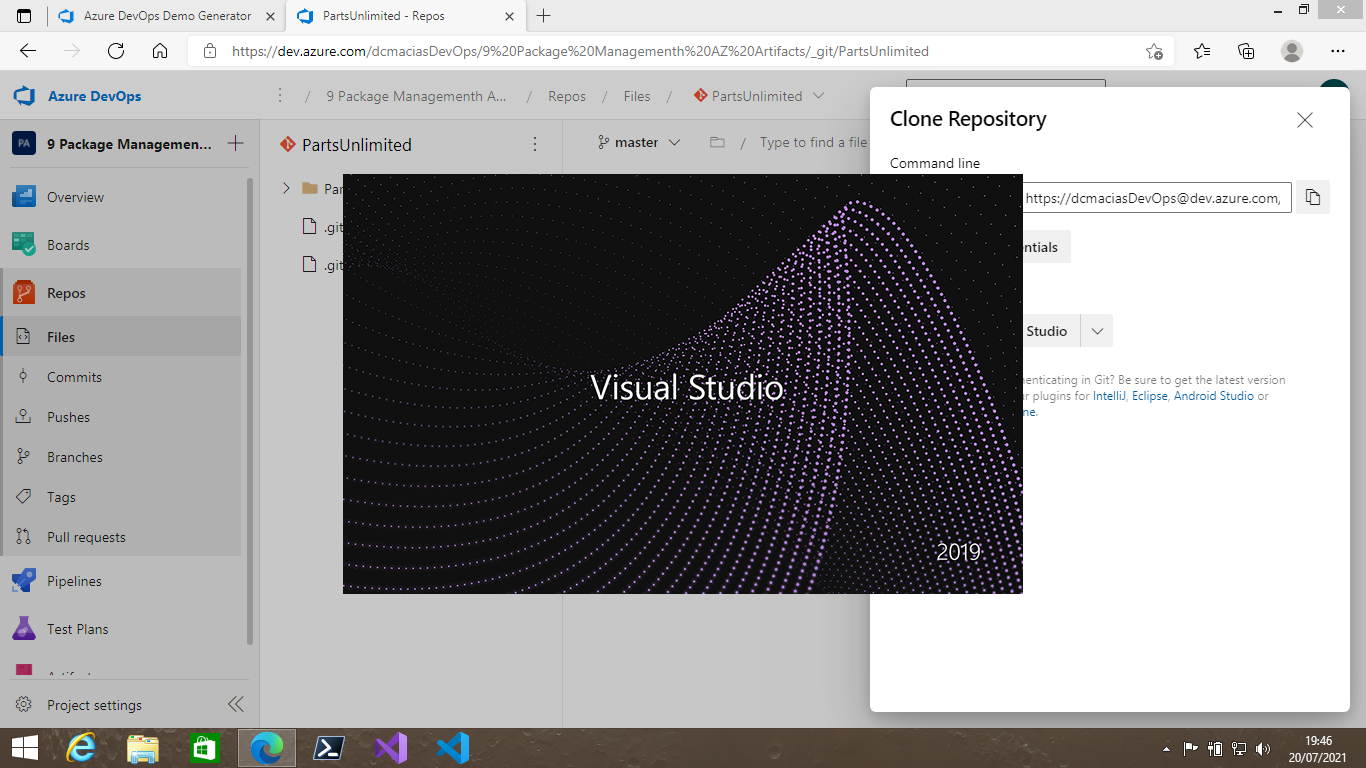 Azure DevOps Demo Generator
PartsUnlimited - Repos
https://dev.azure.com/dcmaciasDevOps/9%20Package%20Managementh%20AZ%20Artifacts/_git/PartsUnlimited
Azure DevOps
/ 9 Package Managementh A... / Repos / Files / PartsUnlimited
PA 9 Package Managemen...
Overview
Boards
Repos
Files
Commits
Pushes
Branches
Tags
Pull requests
Pipelines
Test Plans
Project settings
PartsUnlimited
Par
.git
.git
master
/ Type to find a file
Clone Repository
Command line
https://dcmaciasDevOps@dev.azure.com/
entials
Studio
enticating in Git? Be sure to get the latest version
ur plugins for IntelliJ, Eclipse, Android Studio or
ne.
Visual Studio
2019
19:46
20/07/2021